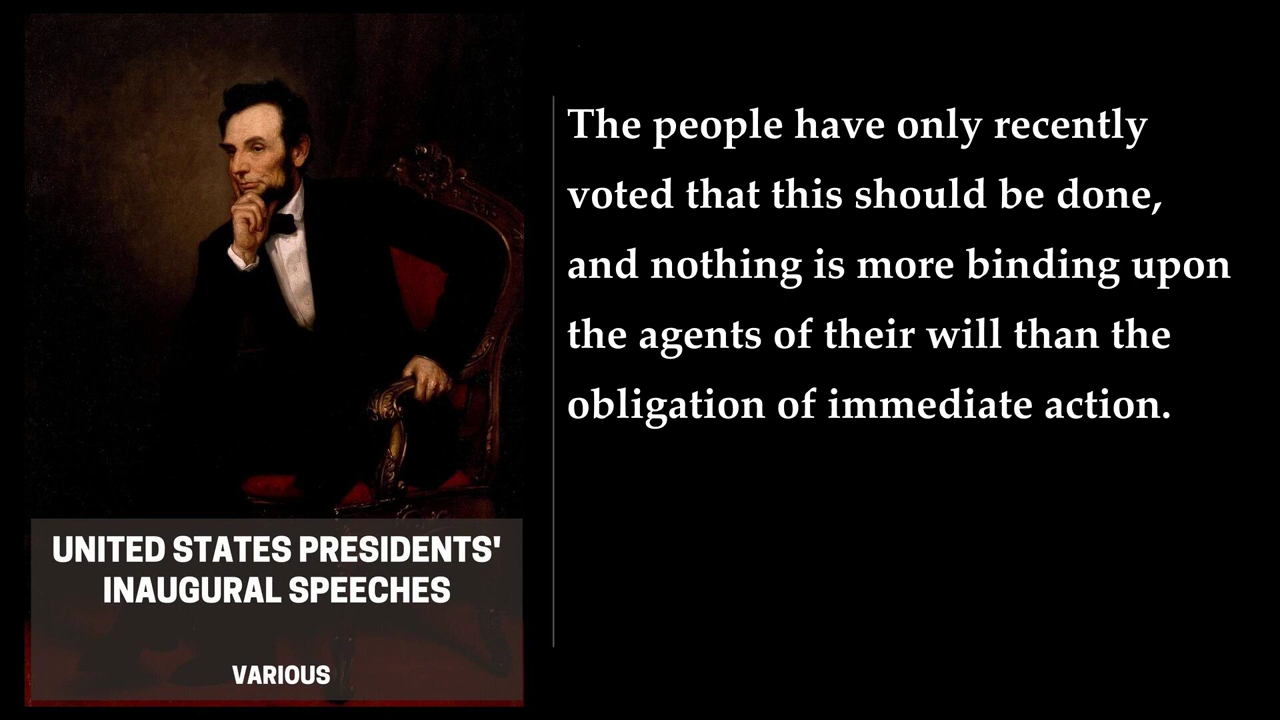 The people have only recently
voted that this should be done,
and nothing is more binding upon
the agents of their will than the
obligation of immediate action.
UNITED STATES PRESIDENTS'
INAUGURAL SPEECHES
VARIOUS